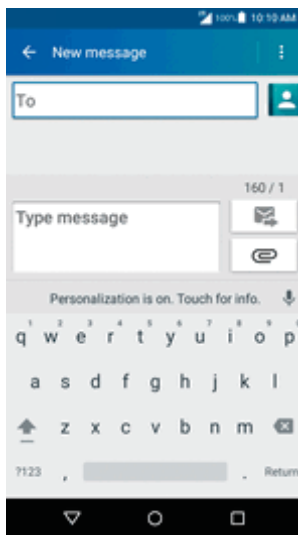 100% 10:10 AM
New message
To
160 / 1
Type message
Personalization is on. Touch for info.
1 2 3 4 5 6 7 8 9
q w e r t y u i o p
a s d f g h j k l
z x c v b n m
?123 , . Return